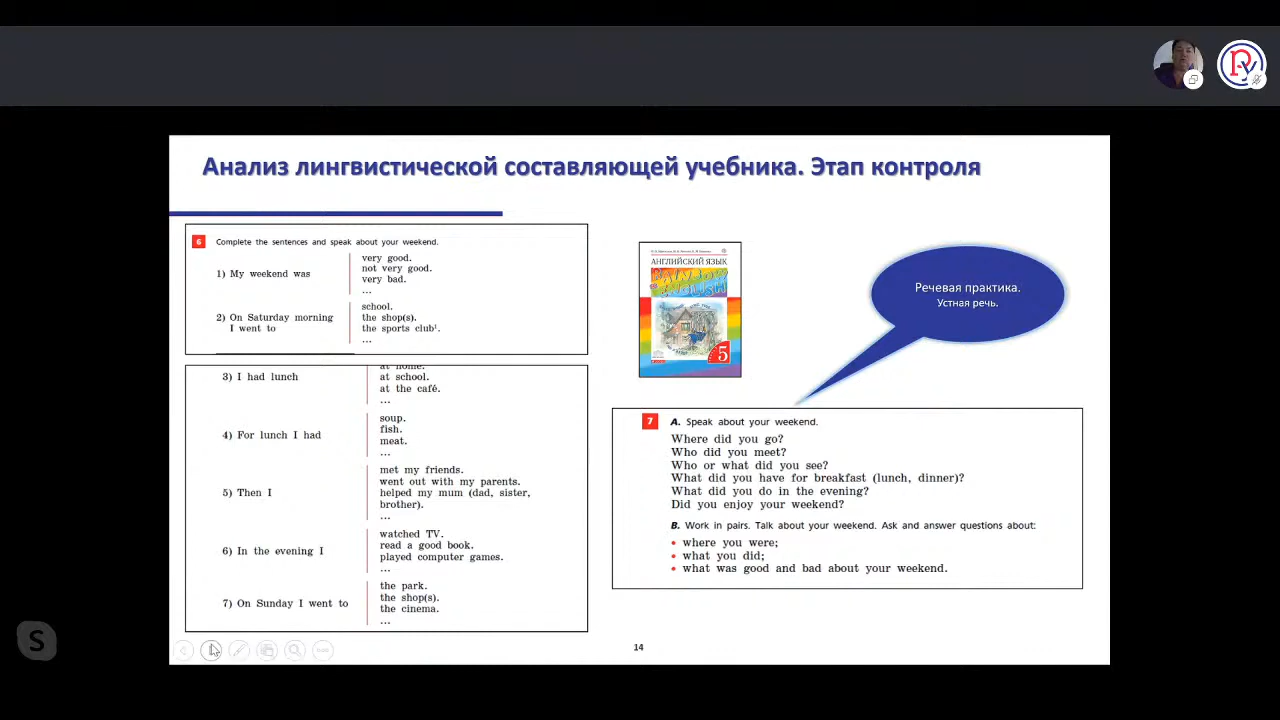 Анализ лингвистической составляющей учебника. Этап контроля
6 Complete the sentences and speak about your weekend.
1) My weekend was
very good.
not very good.
very bad.
...
2) On Saturday morning
I went to
school.
the shop(s).
the sports club¹.
...
3) I had lunch
at home.
at school.
at the café.
...
4) For lunch I had
soup.
fish.
meat.
...
5) Then I
met my friends.
went out with my parents.
helped my mum (dad, sister,
brother).
...
6) In the evening I
watched TV.
read a good book.
played computer games.
...
7) On Sunday I went to
the park.
the shop(s).
the cinema.
...
АНГЛИЙСКИЙ ЯЗЫК
RAINBOW
ENGLISH
5
Речевая практика.
Устная речь.
7 A. Speak about your weekend.
Where did you go?
Who did you meet?
Who or what did you see?
What did you have for breakfast (lunch, dinner)?
What did you do in the evening?
Did you enjoy your weekend?
B. Work in pairs. Talk about your weekend. Ask and answer questions about:
• where you were;
• what you did;
• what was good and bad about your weekend.
14
S